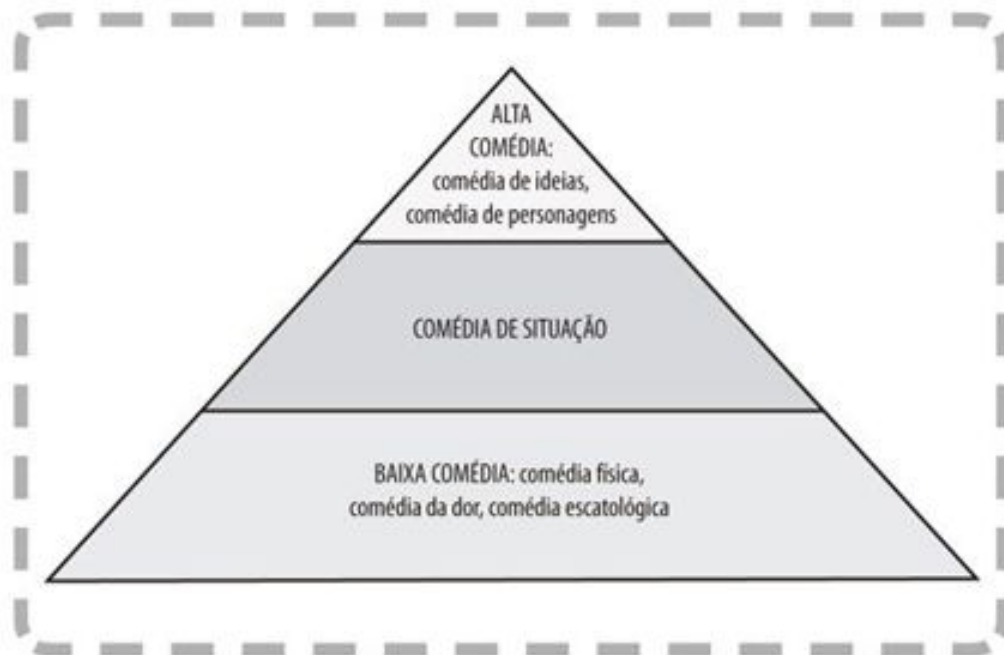 ALTA
COMÉDIA:
comédia de ideias,
comédia de personagens
COMÉDIA DE SITUAÇÃO
BAIXA COMÉDIA: comédia física,
comédia da dor, comédia escatológica